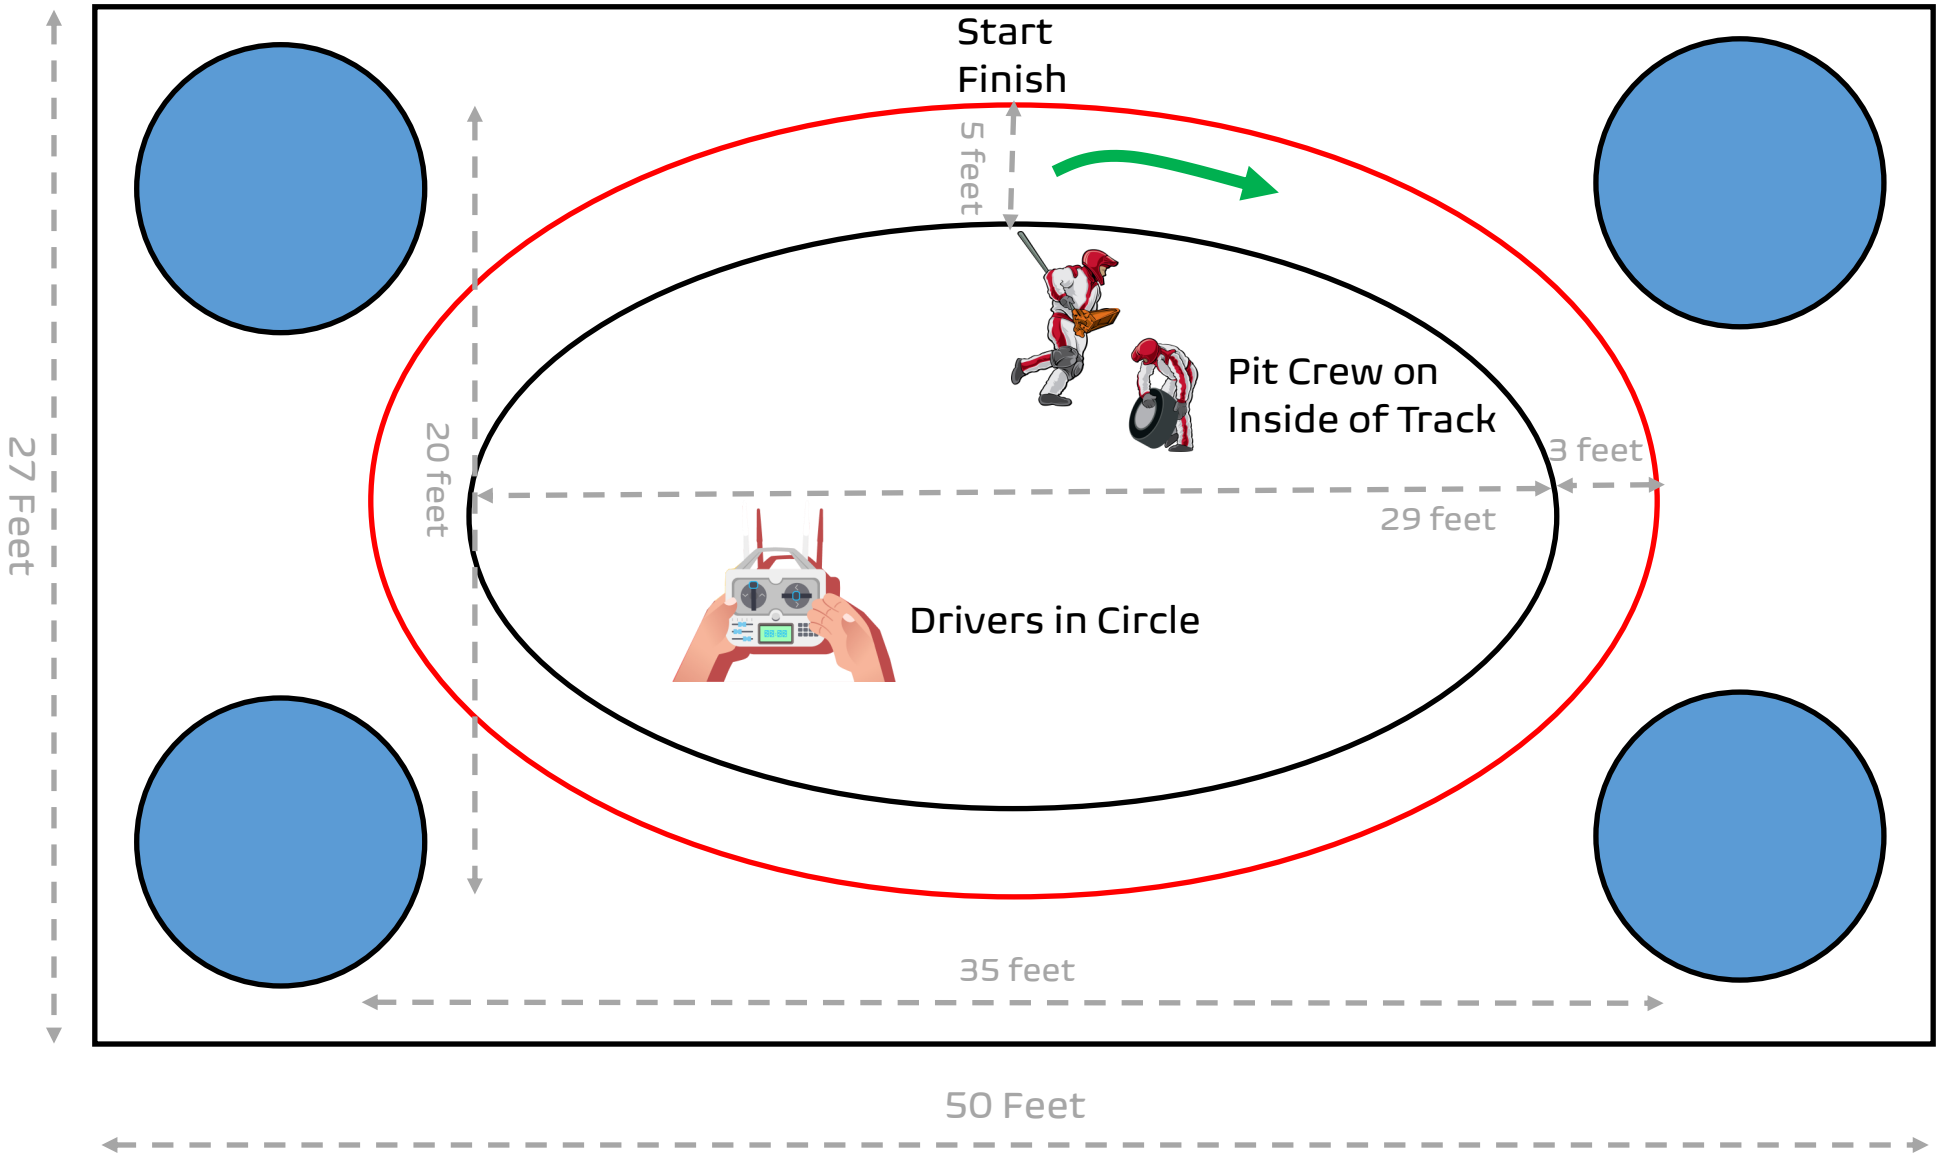 Start
Finish
5 feet
Pit Crew on
Inside of Track
3 feet
20 feet
27 Feet
29 feet
Drivers in Circle
35 feet
50 Feet